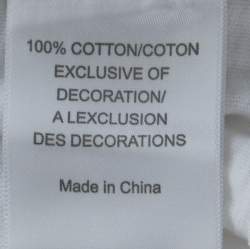 100% COTTON/COTON
EXCLUSIVE OF
DECORATION/
A LEXCLUSION
DES DECORATIONS
Made in China